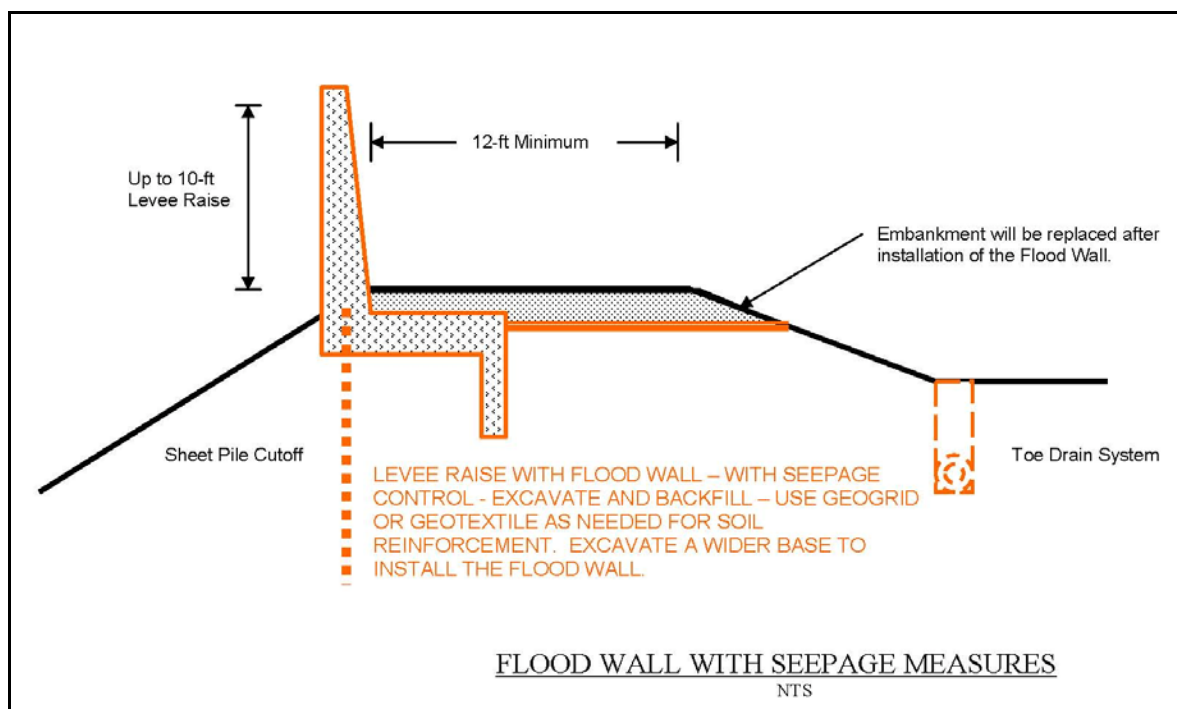 12-ft Minimum
Up to 10-ft
Levee Raise
Embankment will be replaced after
installation of the Flood Wall.
Sheet Pile Cutoff
Toe Drain System
LEVEE RAISE WITH FLOOD WALL – WITH SEEPAGE
CONTROL - EXCAVATE AND BACKFILL – USE GEOGRID
OR GEOTEXTILE AS NEEDED FOR SOIL
REINFORCEMENT.  EXCAVATE A WIDER BASE TO
INSTALL THE FLOOD WALL.
FLOOD WALL WITH SEEPAGE MEASURES
NTS